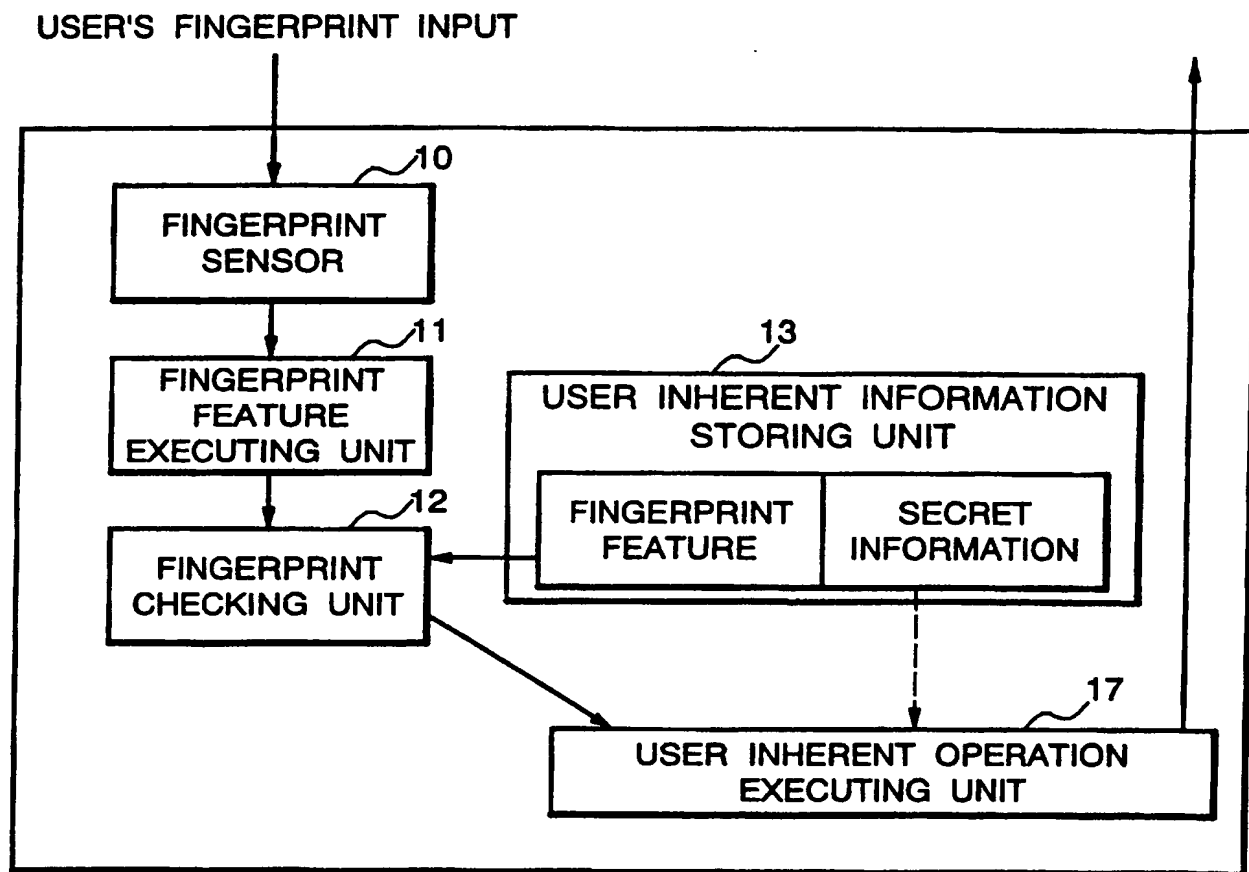 USER'S FINGERPRINT INPUT
10
FINGERPRINT
SENSOR
11
FINGERPRINT
FEATURE
EXECUTING UNIT
12
FINGERPRINT
CHECKING UNIT
13
USER INHERENT INFORMATION
STORING UNIT
FINGERPRINT
FEATURE
SECRET
INFORMATION
17
USER INHERENT OPERATION
EXECUTING UNIT